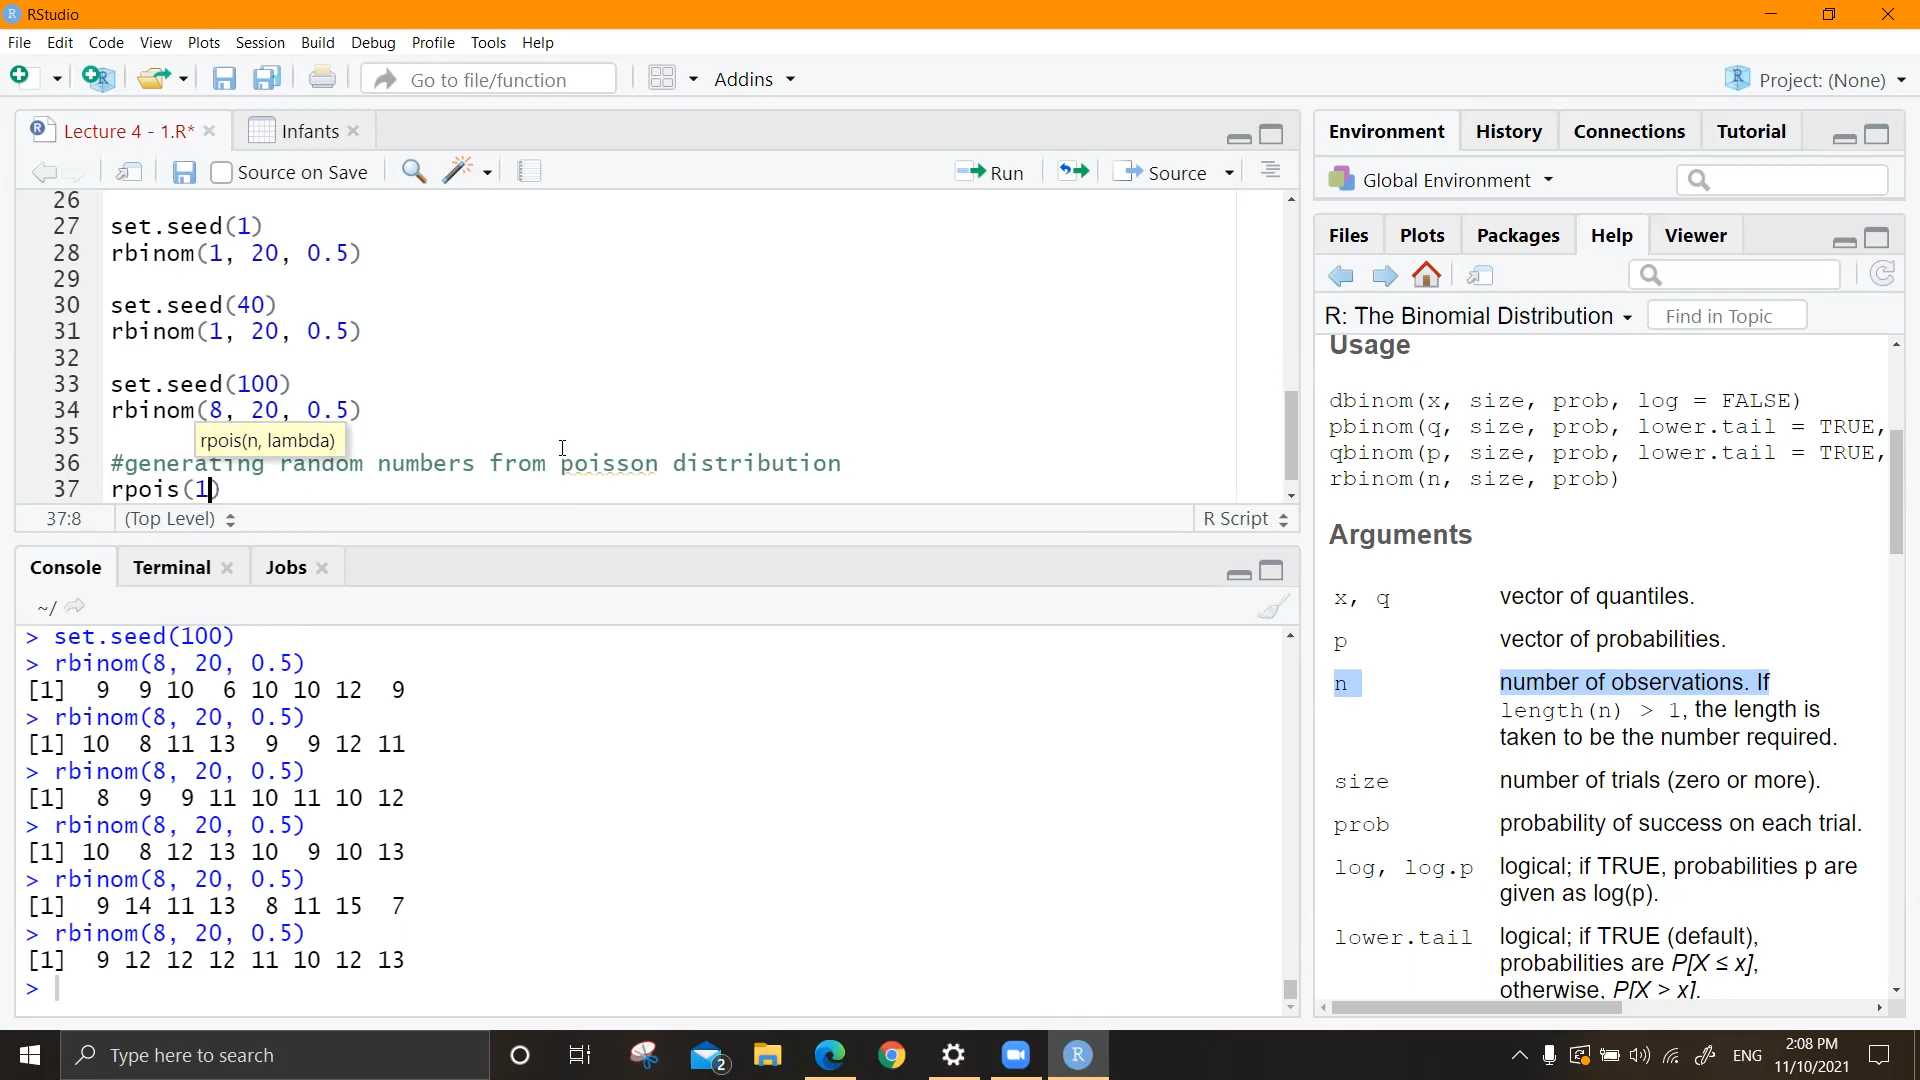 RStudio
File Edit Code View Plots Session Build Debug Profile Tools Help
Go to file/function
Addins
Project: (None)
Lecture 4 - 1.R*
Infants
Source on Save
Run
Source
26
27 set.seed(1)
28 rbinom(1, 20, 0.5)
29
30 set.seed(40)
31 rbinom(1, 20, 0.5)
32
33 set.seed(100)
34 rbinom(8, 20, 0.5)
35
rpois(n, lambda)
36 #generating random numbers from poisson distribution
37 rpois(1)
37:8 (Top Level) R Script
Console Terminal Jobs
~/
> set.seed(100)
> rbinom(8, 20, 0.5)
[1] 9 9 10 6 10 10 12 9
> rbinom(8, 20, 0.5)
[1] 10 8 11 13 9 9 12 11
> rbinom(8, 20, 0.5)
[1] 8 9 9 11 10 11 10 12
> rbinom(8, 20, 0.5)
[1] 10 8 12 13 10 9 10 13
> rbinom(8, 20, 0.5)
[1] 9 14 11 13 8 11 15 7
> rbinom(8, 20, 0.5)
[1] 9 12 12 12 11 10 12 13
>
Environment History Connections Tutorial
Global Environment
Files Plots Packages Help Viewer
R: The Binomial Distribution
Find in Topic
Usage
dbinom(x, size, prob, log = FALSE)
pbinom(q, size, prob, lower.tail = TRUE,
qbinom(p, size, prob, lower.tail = TRUE,
rbinom(n, size, prob)
Arguments
x, q vector of quantiles.
p vector of probabilities.
n number of observations. If
length(n) > 1, the length is
taken to be the number required.
size number of trials (zero or more).
prob probability of success on each trial.
log, log.p logical; if TRUE, probabilities p are
given as log(p).
lower.tail logical; if TRUE (default),
probabilities are P[X ≤ x],
otherwise, P[X > x].
Type here to search
2
ENG
2:08 PM
11/10/2021